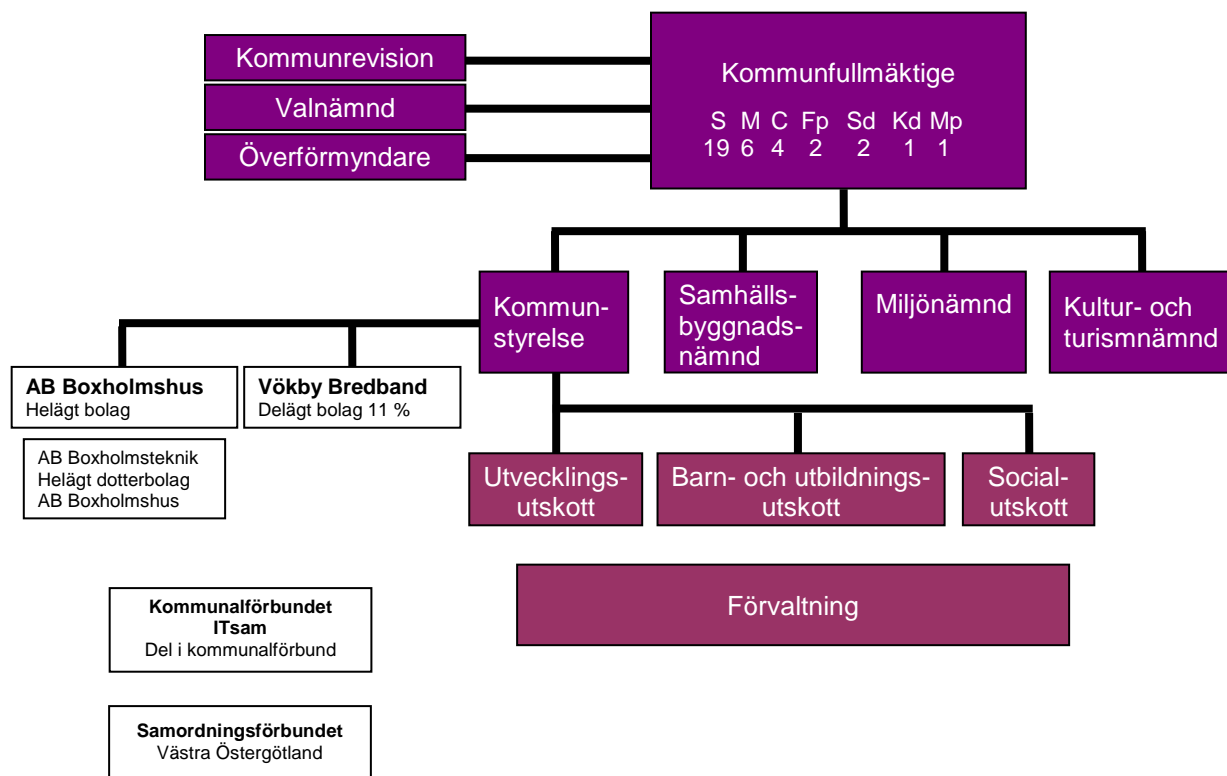 Kommunrevision
Valnämnd
Överförmyndare
Kommunfullmäktige
S M C Fp Sd Kd Mp
19 6 4 2 2 1 1
Kommun-
styrelse
Samhälls-
byggnads-
nämnd
Miljönämnd
Kultur- och
turismnämnd
AB Boxholmshus
Helägt bolag
Vökby Bredband
Delägt bolag 11 %
AB Boxholmsteknik
Helägt dotterbolag
AB Boxholmshus
Utvecklings-
utskott
Barn- och utbildnings-
utskott
Social-
utskott
Förvaltning
Kommunalförbundet
ITsam
Del i kommunalförbund
Samordningsförbundet
Västra Östergötland